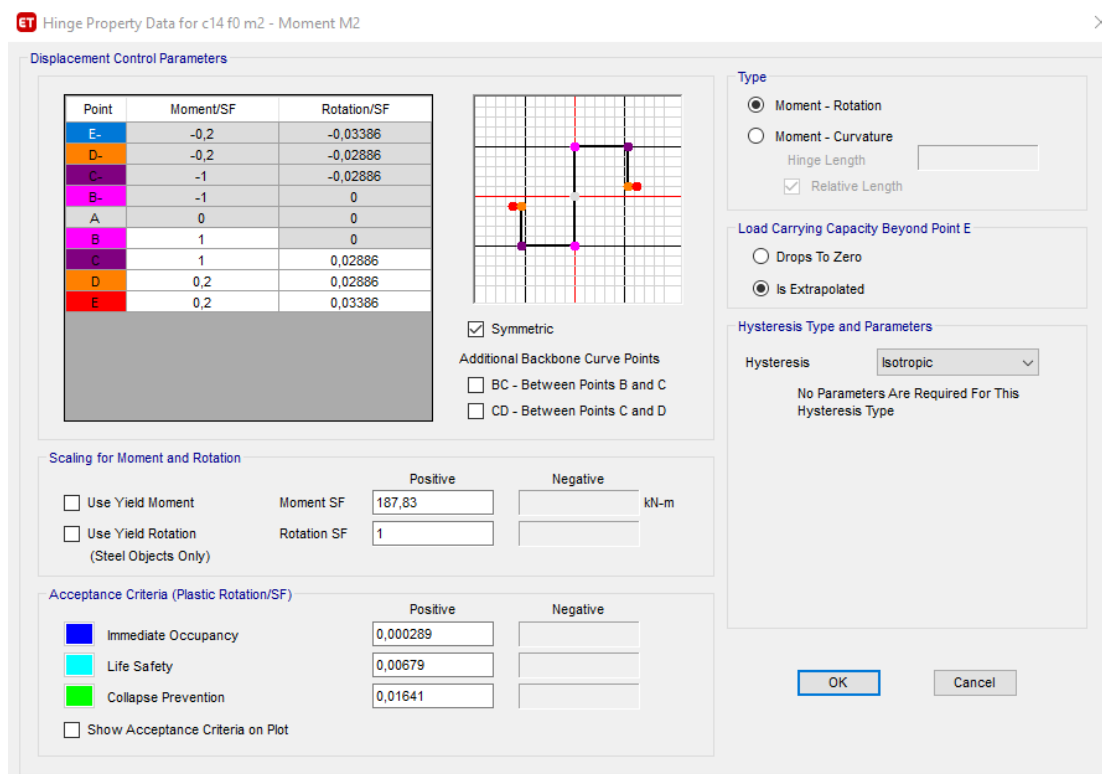 ET Hinge Property Data for c14 f0 m2 - Moment M2
Displacement Control Parameters
Point Moment/SF Rotation/SF
E- -0,2 -0,03386
D- -0,2 -0,02886
C- -1 -0,02886
B- -1 0
A 0 0
B 1 0
C 1 0,02886
D 0,2 0,02886
E 0,2 0,03386
Symmetric
Additional Backbone Curve Points
BC - Between Points B and C
CD - Between Points C and D
Scaling for Moment and Rotation
Positive Negative
Use Yield Moment Moment SF 187,83 kN-m
Use Yield Rotation Rotation SF 1
(Steel Objects Only)
Acceptance Criteria (Plastic Rotation/SF)
Positive Negative
Immediate Occupancy 0,000289
Life Safety 0,00679
Collapse Prevention 0,01641
Show Acceptance Criteria on Plot
Type
Moment - Rotation
Moment - Curvature
Hinge Length
Relative Length
Load Carrying Capacity Beyond Point E
Drops To Zero
Is Extrapolated
Hysteresis Type and Parameters
Hysteresis Isotropic
No Parameters Are Required For This
Hysteresis Type
OK Cancel